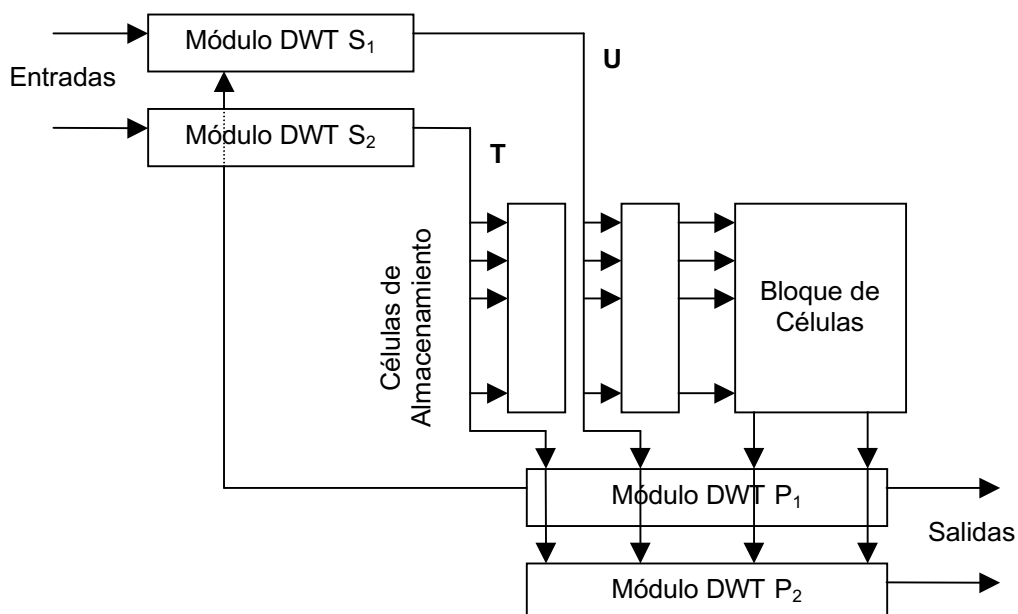 Módulo DWT S₁
U
Entradas
Módulo DWT S₂
T
Células de
Almacenamiento
Bloque de
Células
Módulo DWT P₁
Salidas
Módulo DWT P₂